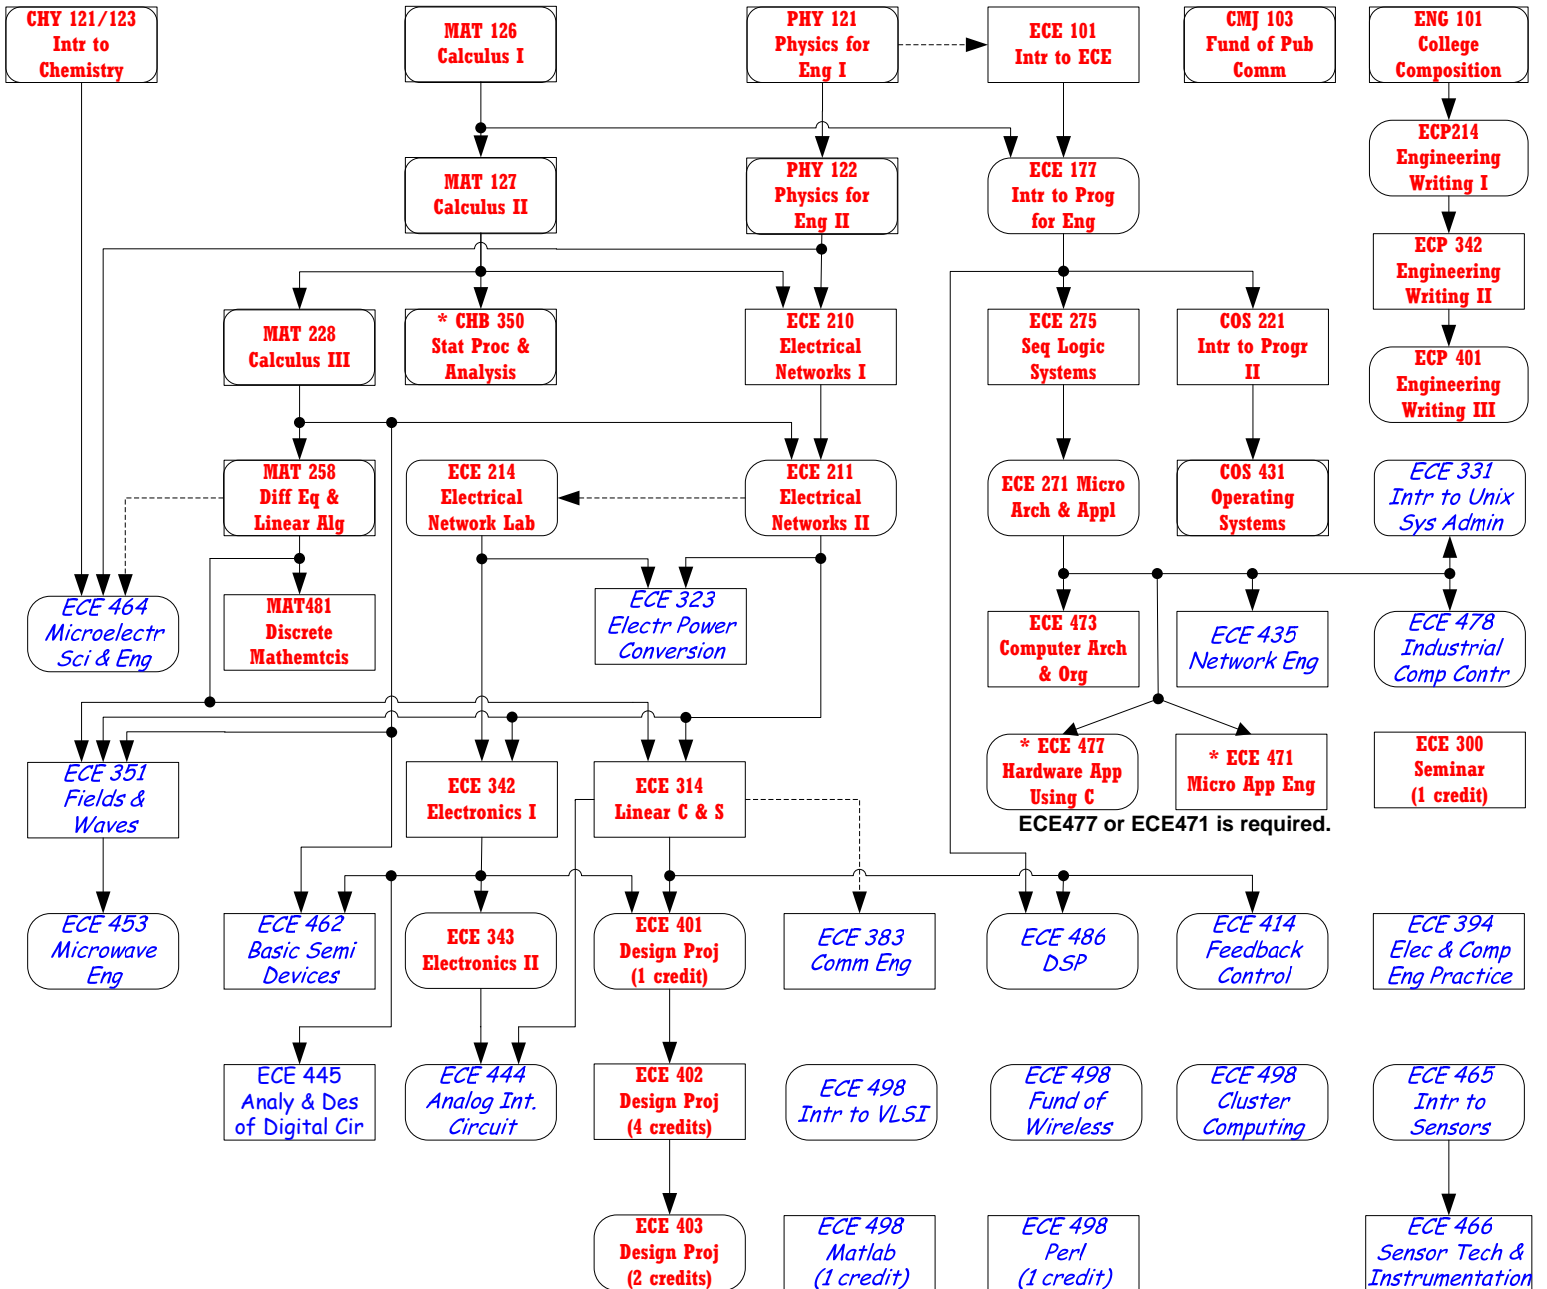 CHY 121/123
Intr to
Chemistry
MAT 126
Calculus I
PHY 121
Physics for
Eng I
ECE 101
Intr to ECE
CMJ 103
Fund of Pub
Comm
ENG 101
College
Composition
MAT 127
Calculus II
PHY 122
Physics for
Eng II
ECE 177
Intr to Prog
for Eng
ECP214
Engineering
Writing I
ECP 342
Engineering
Writing II
MAT 228
Calculus III
* CHB 350
Stat Proc &
Analysis
ECE 210
Electrical
Networks I
ECE 275
Seq Logic
Systems
COS 221
Intr to Progr
II
ECP 401
Engineering
Writing III
MAT 258
Diff Eq &
Linear Alg
ECE 214
Electrical
Network Lab
ECE 211
Electrical
Networks II
ECE 271 Micro
Arch & Appl
COS 431
Operating
Systems
ECE 331
Intr to Unix
Sys Admin
ECE 464
Microelectr
Sci & Eng
MAT481
Discrete
Mathemtcis
ECE 323
Electr Power
Conversion
ECE 473
Computer Arch
& Org
ECE 435
Network Eng
ECE 478
Industrial
Comp Contr
ECE 351
Fields &
Waves
ECE 342
Electronics I
ECE 314
Linear C & S
* ECE 477
Hardware App
Using C
* ECE 471
Micro App Eng
ECE 300
Seminar
(1 credit)
ECE477 or ECE471 is required.
ECE 453
Microwave
Eng
ECE 462
Basic Semi
Devices
ECE 343
Electronics II
ECE 401
Design Proj
(1 credit)
ECE 383
Comm Eng
ECE 486
DSP
ECE 414
Feedback
Control
ECE 394
Elec & Comp
Eng Practice
ECE 445
Analy & Des
of Digital Cir
ECE 444
Analog Int.
Circuit
ECE 402
Design Proj
(4 credits)
ECE 498
Intr to VLSI
ECE 498
Fund of
Wireless
ECE 498
Cluster
Computing
ECE 465
Intr to
Sensors
ECE 403
Design Proj
(2 credits)
ECE 498
Matlab
(1 credit)
ECE 498
Perl
(1 credit)
ECE 466
Sensor Tech &
Instrumentation